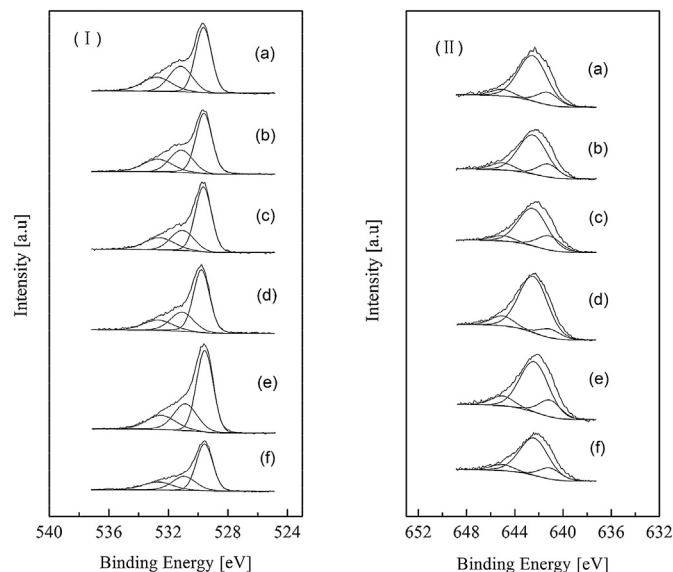 (I)
(a)
(b)
(c)
(d)
(e)
(f)
Intensity [a.u]
540 536 532 528 524
Binding Energy [eV]
(II)
(a)
(b)
(c)
(d)
(e)
(f)
Intensity [a.u]
652 648 644 640 636 632
Binding Energy [eV]